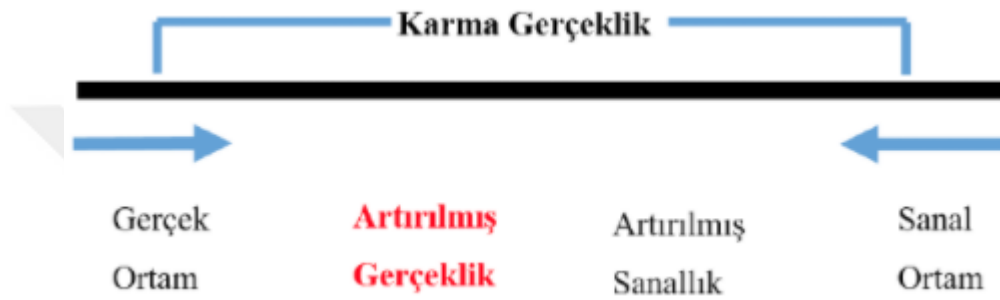 Karma Gerçeklik
Gerçek Ortam
Artırılmış Gerçeklik
Artırılmış Sanallık
Sanal Ortam